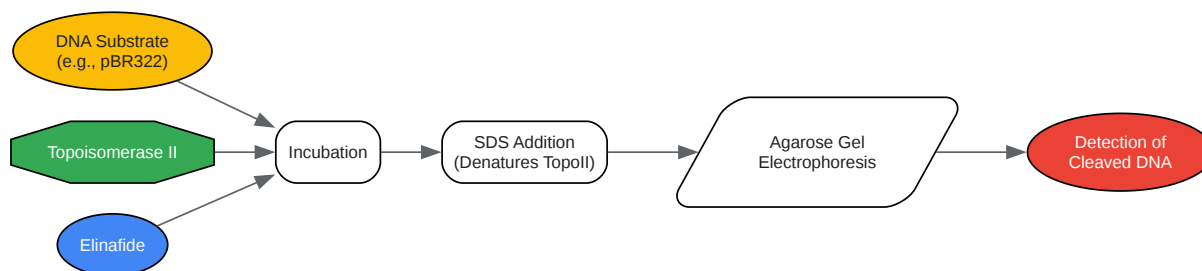 DNA Substrate
(e.g., pBR322)
Topoisomerase II
Elinafide
Incubation
SDS Addition
(Denatures TopoII)
Agarose Gel
Electrophoresis
Detection of
Cleaved DNA